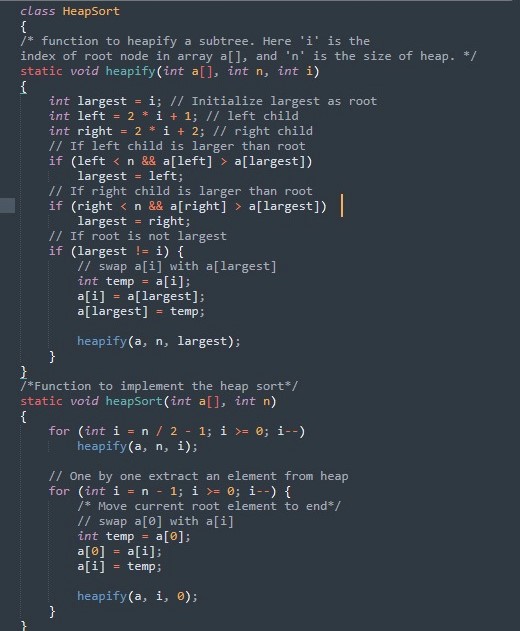 class HeapSort
{
/* function to heapify a subtree. Here 'i' is the
index of root node in array a[], and 'n' is the size of heap. */
static void heapify(int a[], int n, int i)
{
    int largest = i; // Initialize largest as root
    int left = 2 * i + 1; // left child
    int right = 2 * i + 2; // right child
    // If left child is larger than root
    if (left < n && a[left] > a[largest])
        largest = left;
    // If right child is larger than root
    if (right < n && a[right] > a[largest])
        largest = right;
    // If root is not largest
    if (largest != i) {
        // swap a[i] with a[largest]
        int temp = a[i];
        a[i] = a[largest];
        a[largest] = temp;

        heapify(a, n, largest);
    }
}
/*Function to implement the heap sort*/
static void heapSort(int a[], int n)
{
    for (int i = n / 2 - 1; i >= 0; i--)
        heapify(a, n, i);

    // One by one extract an element from heap
    for (int i = n - 1; i >= 0; i--) {
        /* Move current root element to end*/
        // swap a[0] with a[i]
        int temp = a[0];
        a[0] = a[i];
        a[i] = temp;

        heapify(a, i, 0);
    }
}